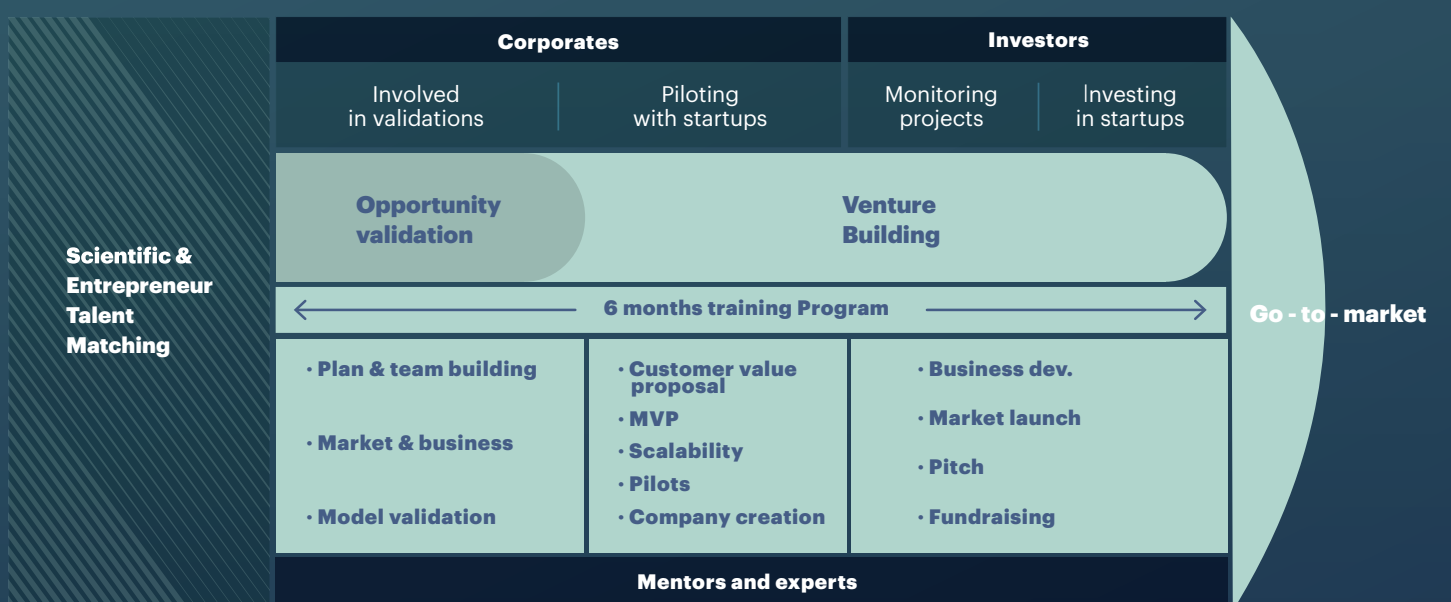 Corporates
Investors
Involved
in validations
Piloting
with startups
Monitoring
projects
Investing
in startups
Opportunity
validation
Venture
Building
Scientific &
Entrepreneur
Talent
Matching
6 months training Program
Go - to - market
· Plan & team building
· Market & business
· Model validation
· Customer value
proposal
· MVP
· Scalability
· Pilots
· Company creation
· Business dev.
· Market launch
· Pitch
· Fundraising
Mentors and experts